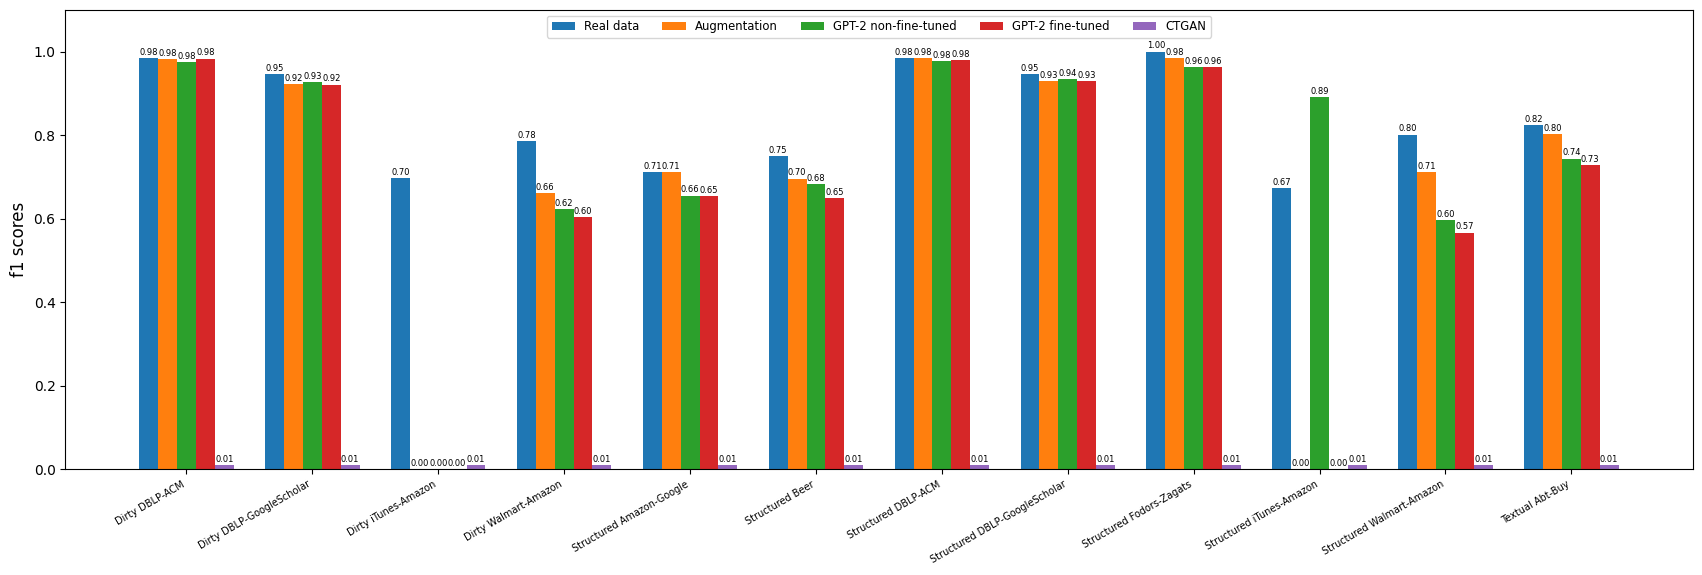 Real data Augmentation GPT-2 non-fine-tuned GPT-2 fine-tuned CTGAN
f1 scores
1.0
0.8
0.6
0.4
0.2
0.0
0.98 0.98 0.98 0.98 0.01
0.95 0.92 0.93 0.92 0.01
0.70 0.00 0.00 0.00 0.01
0.78 0.66 0.62 0.60 0.01
0.71 0.71 0.66 0.65 0.01
0.75 0.70 0.68 0.65 0.01
0.98 0.98 0.98 0.98 0.01
0.95 0.93 0.94 0.93 0.01
1.00 0.98 0.96 0.96 0.01
0.67 0.00 0.89 0.00 0.01
0.80 0.71 0.60 0.57 0.01
0.82 0.80 0.74 0.73 0.01
Dirty DBLP-ACM
Dirty DBLP-GoogleScholar
Dirty iTunes-Amazon
Dirty Walmart-Amazon
Structured Amazon-Google
Structured Beer
Structured DBLP-ACM
Structured DBLP-GoogleScholar
Structured Fodors-Zagats
Structured iTunes-Amazon
Structured Walmart-Amazon
Textual Abt-Buy